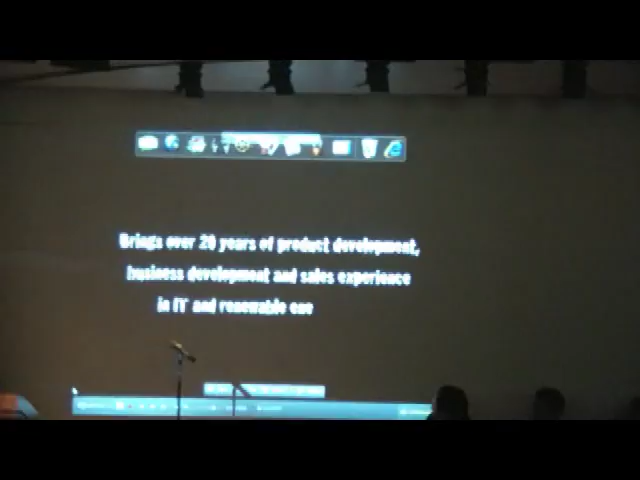 Brings over 20 years of product development,
business development and sales experience
in IT and renewable ene